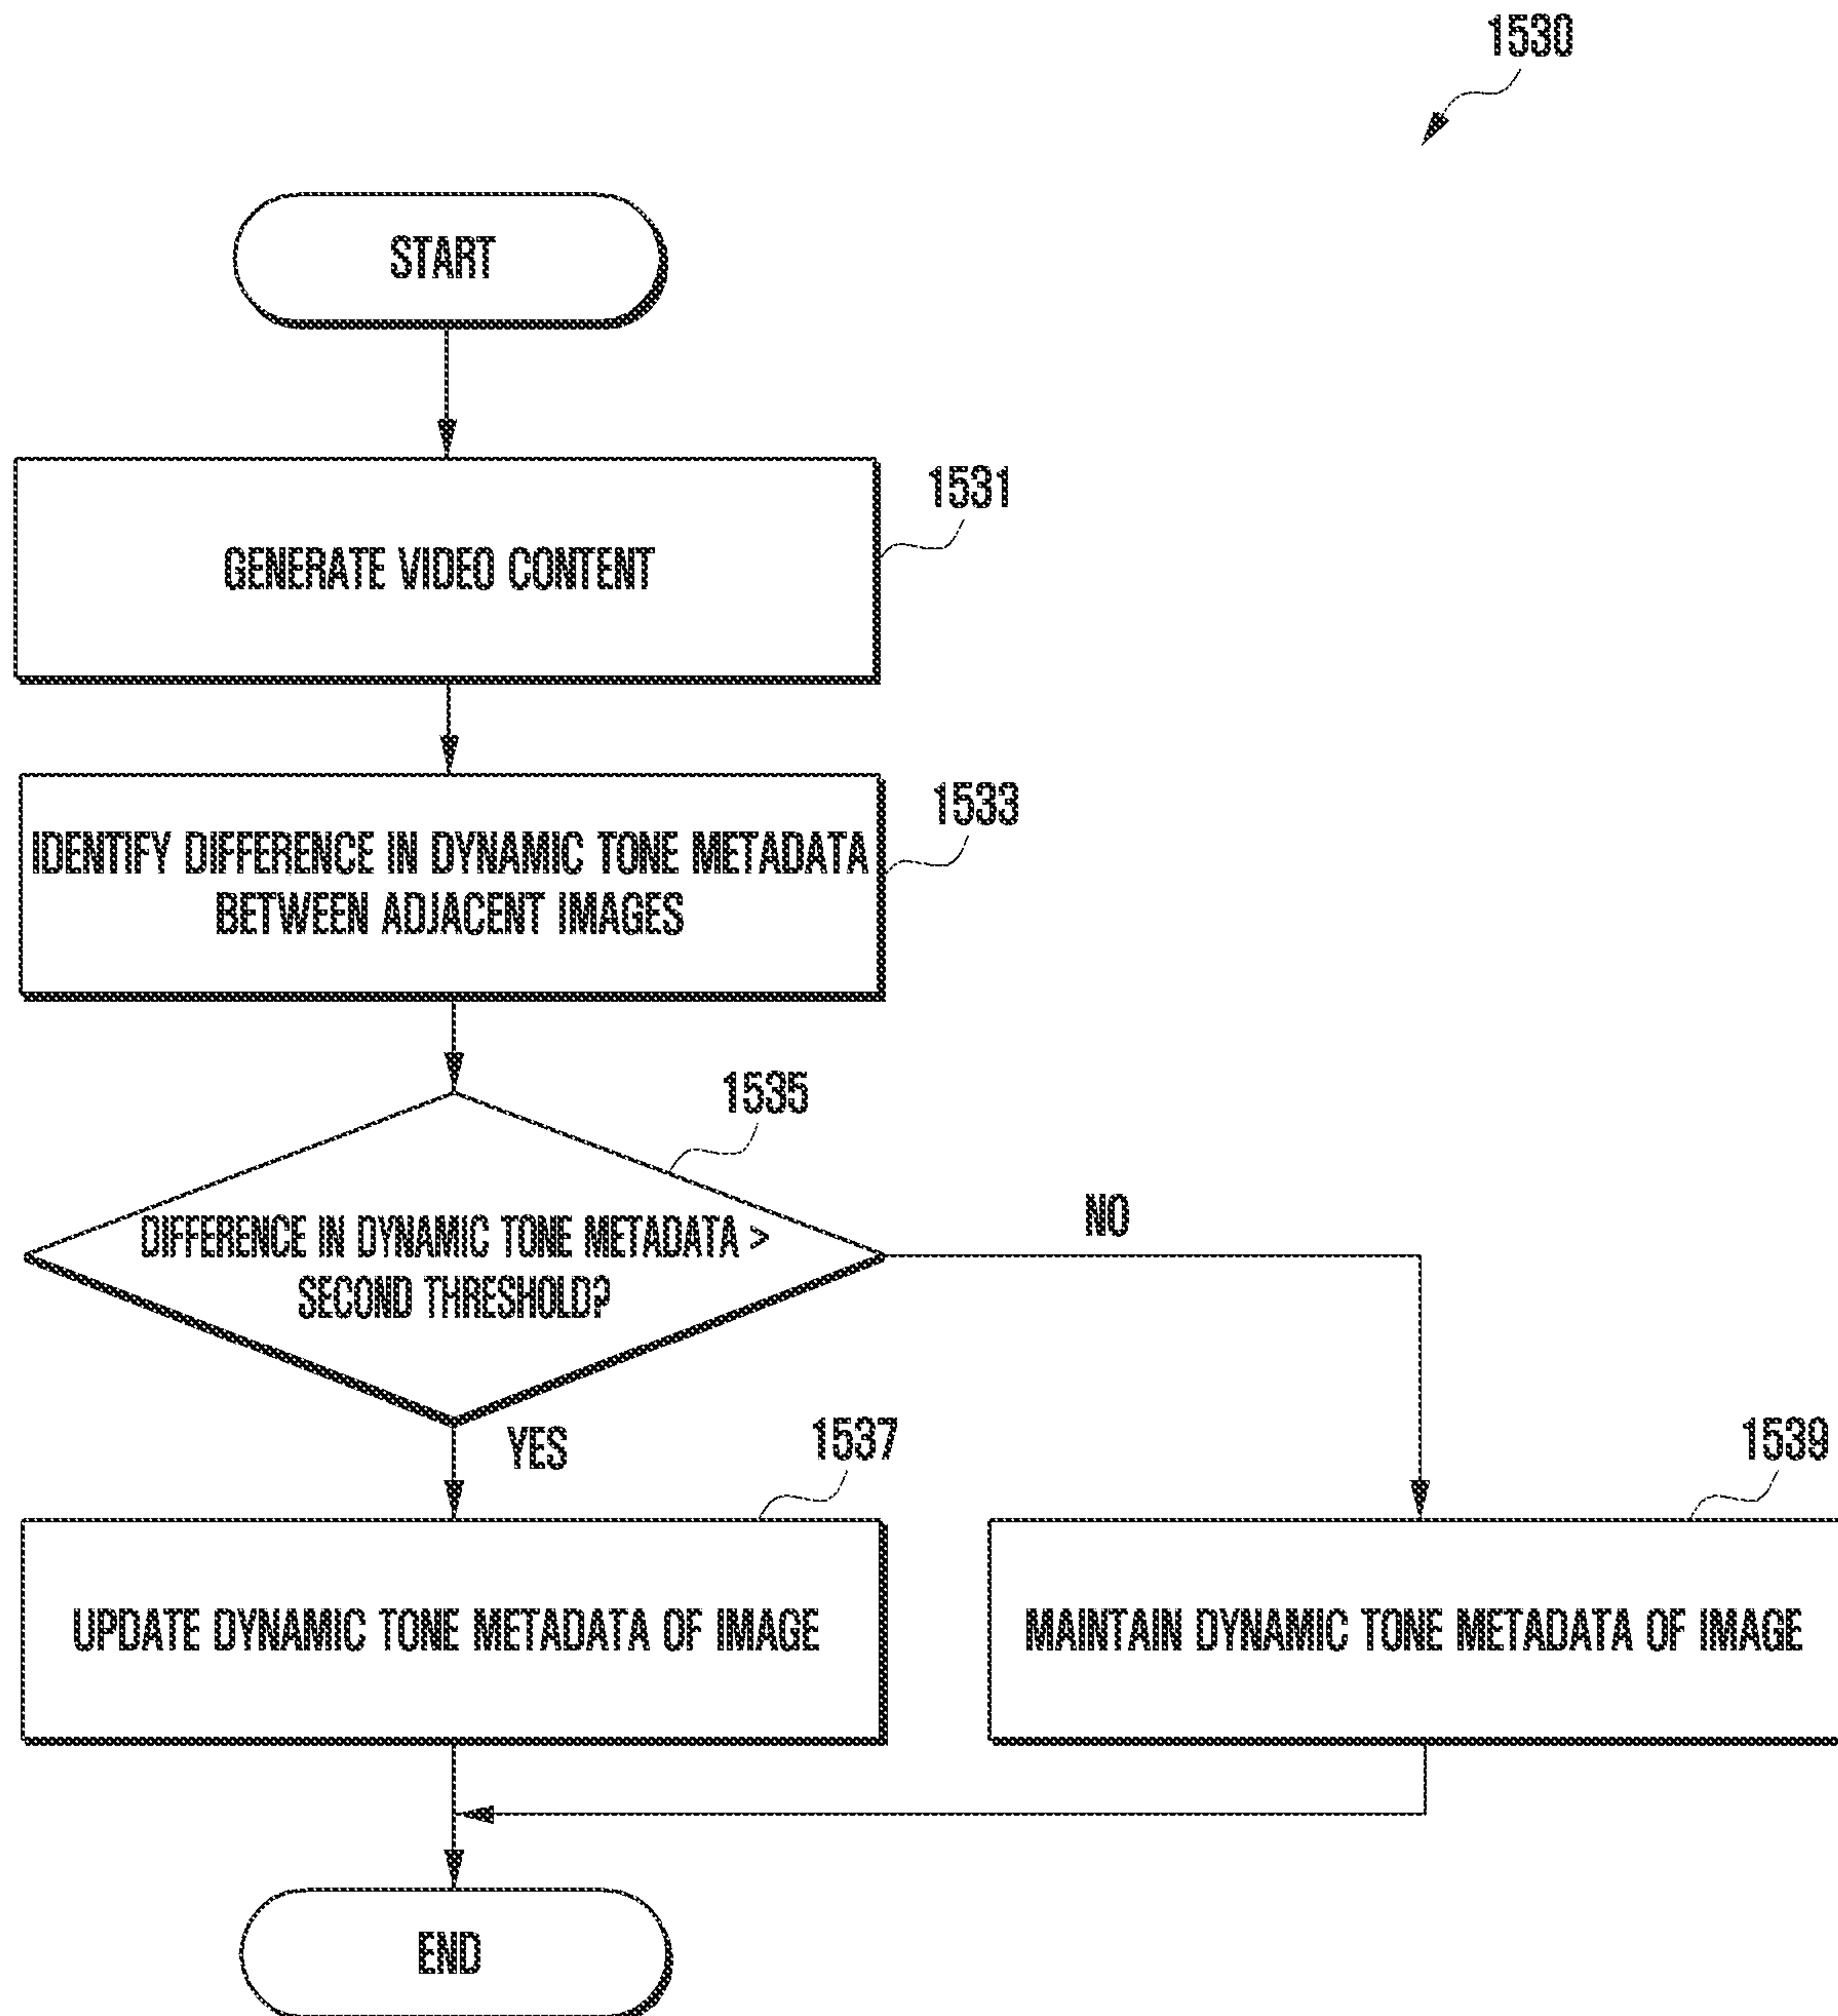 1530
START
1531
GENERATE VIDEO CONTENT
1533
IDENTIFY DIFFERENCE IN DYNAMIC TONE METADATA
BETWEEN ADJACENT IMAGES
1535
DIFFERENCE IN DYNAMIC TONE METADATA >
SECOND THRESHOLD?
NO
YES
1537
1539
UPDATE DYNAMIC TONE METADATA OF IMAGE
MAINTAIN DYNAMIC TONE METADATA OF IMAGE
END